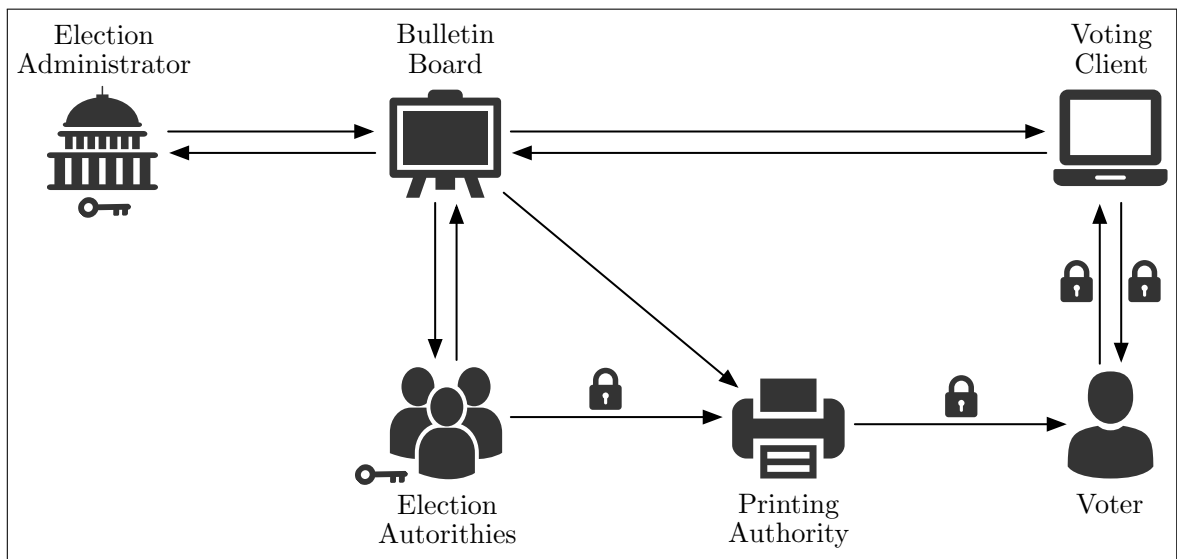 Election
Administrator
Bulletin
Board
Voting
Client
Election
Autorithies
Printing
Authority
Voter